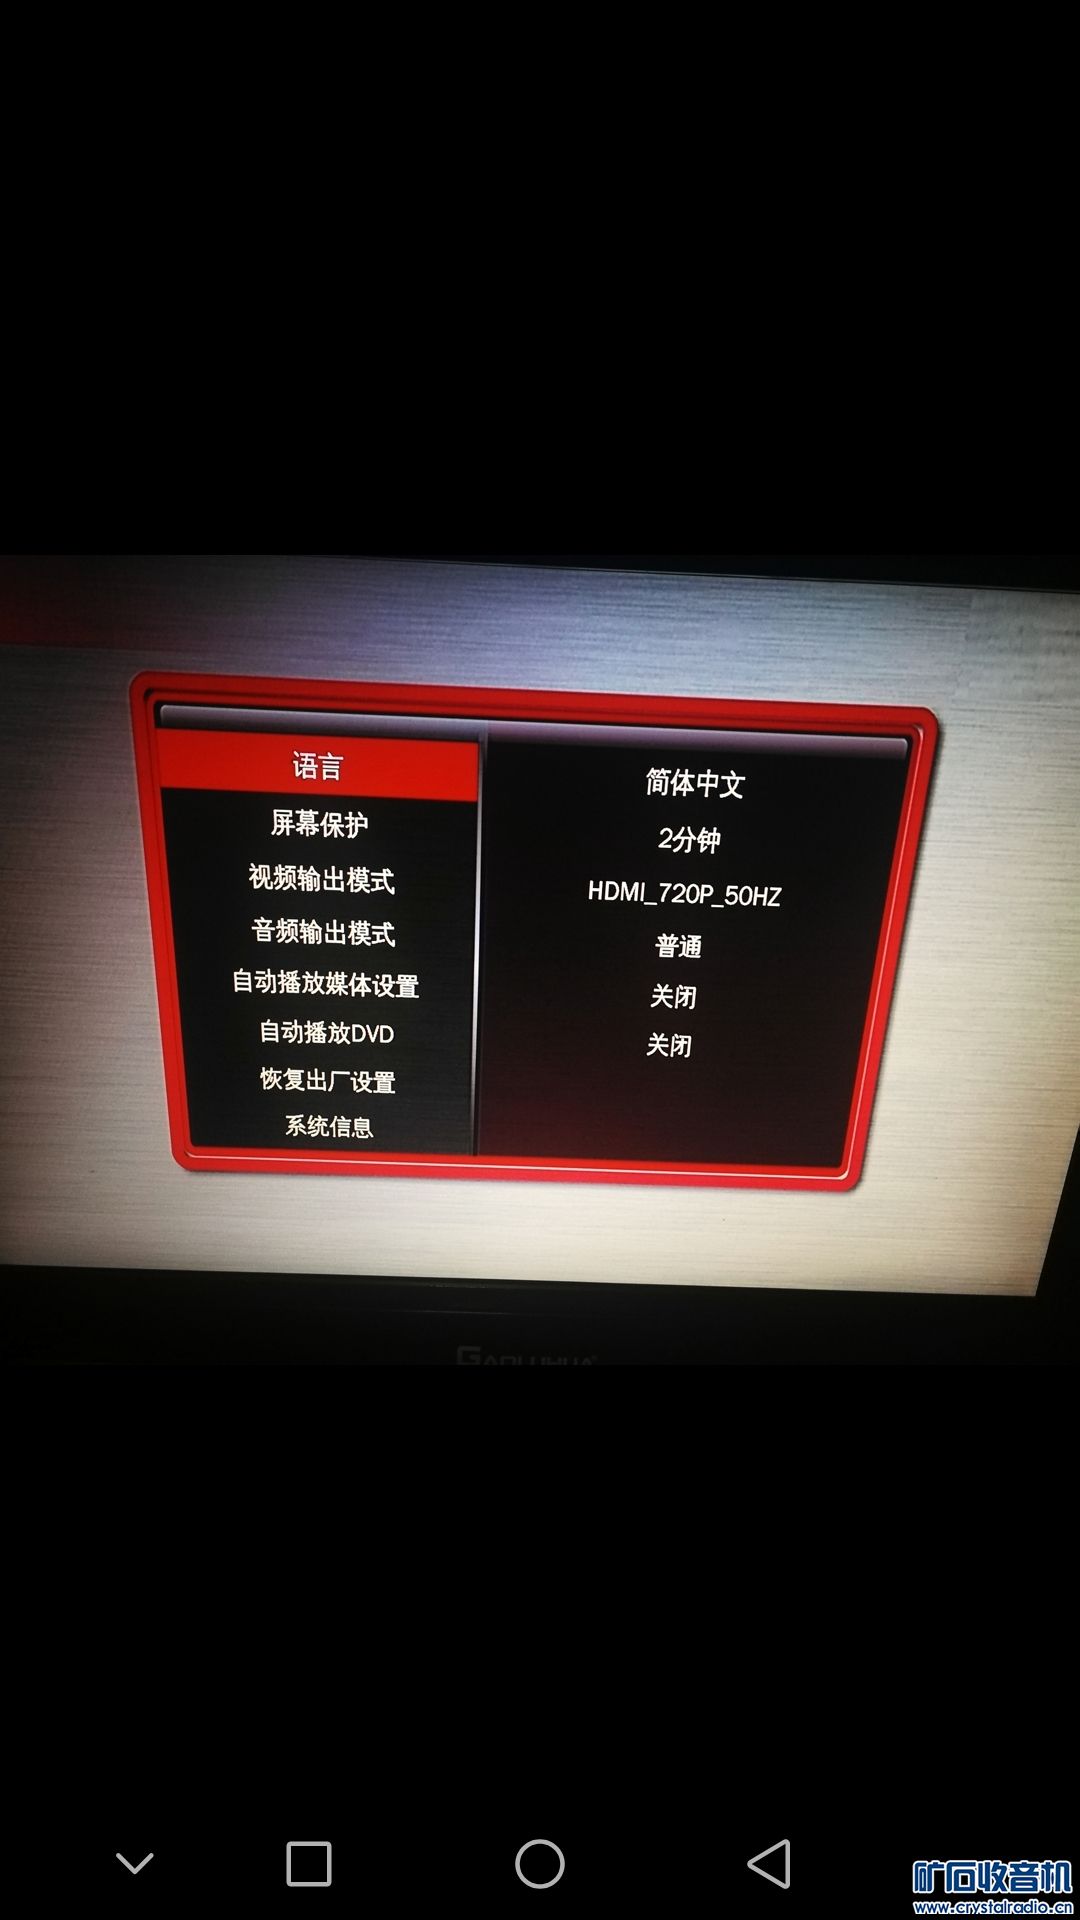 语言
简体中文
屏幕保护
2分钟
视频输出模式
HDMI_720P_50HZ
音频输出模式
普通
自动播放媒体设置
关闭
自动播放DVD
关闭
恢复出厂设置
系统信息
矿石收音机
www.crystalradio.cn